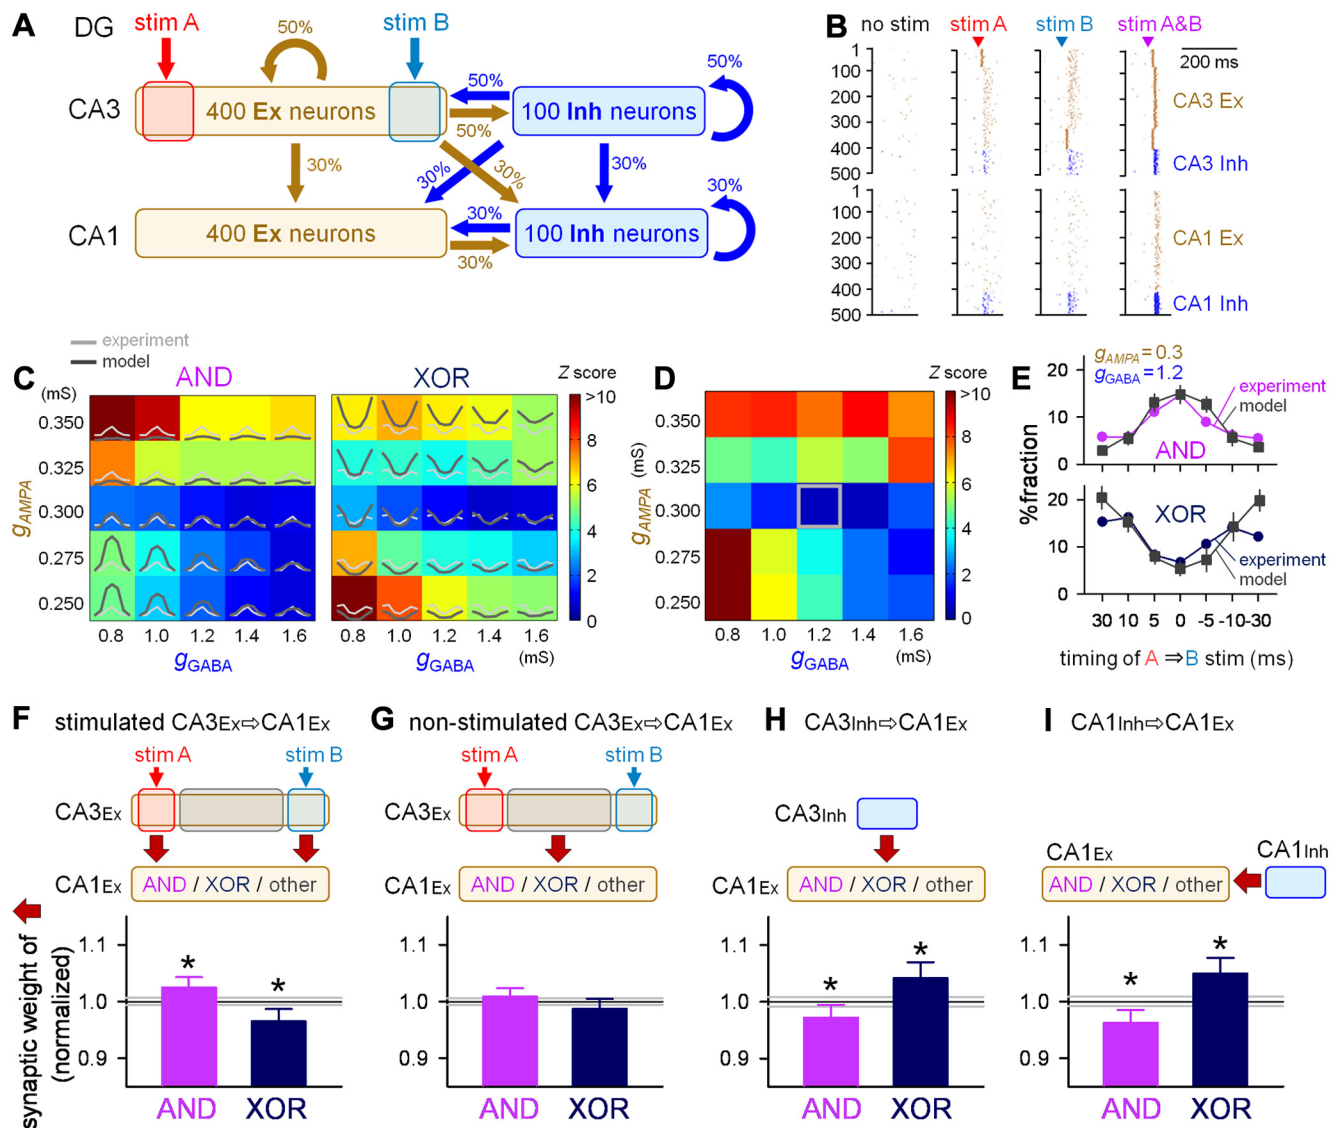 A
DG
stim A
stim B
50%
CA3
400 Ex neurons
50%
50%
100 Inh neurons
50%
30%
30%
30%
30%
CA1
400 Ex neurons
30%
30%
100 Inh neurons
30%
B
no stim
stim A
stim B
stim A&B
200 ms
1
100
200
300
400
500
CA3 Ex
CA3 Inh
1
100
200
300
400
500
CA1 Ex
CA1 Inh
experiment
model
C
(mS)
AND
XOR
Z score
gAMPA
0.350
0.325
0.300
0.275
0.250
0.8 1.0 1.2 1.4 1.6
gGABA
0.8 1.0 1.2 1.4 1.6
gGABA (mS)
>10
8
6
4
2
0
D
Z score
gAMPA (mS)
0.350
0.325
0.300
0.275
0.250
0.8 1.0 1.2 1.4 1.6
gGABA (mS)
>10
8
6
4
2
0
E
gAMPA = 0.3
gGABA = 1.2
%fraction
20
10
0
experiment
model
AND
20
10
0
XOR
experiment
model
30 10 5 0 -5 -10 -30
timing of A ⇒ B stim (ms)
F
stimulated CA3Ex⇨CA1Ex
stim A
stim B
CA3Ex
CA1Ex
AND / XOR / other
synaptic weight of
(normalized)
1.1
1.0
0.9
*
*
AND
XOR
G
non-stimulated CA3Ex⇨CA1Ex
stim A
stim B
CA3Ex
CA1Ex
AND / XOR / other
1.1
1.0
0.9
AND
XOR
H
CA3Inh⇨CA1Ex
CA3Inh
CA1Ex
AND / XOR / other
1.1
1.0
0.9
*
*
AND
XOR
I
CA1Inh⇨CA1Ex
CA1Ex
CA1Inh
AND / XOR / other
1.1
1.0
0.9
*
*
AND
XOR